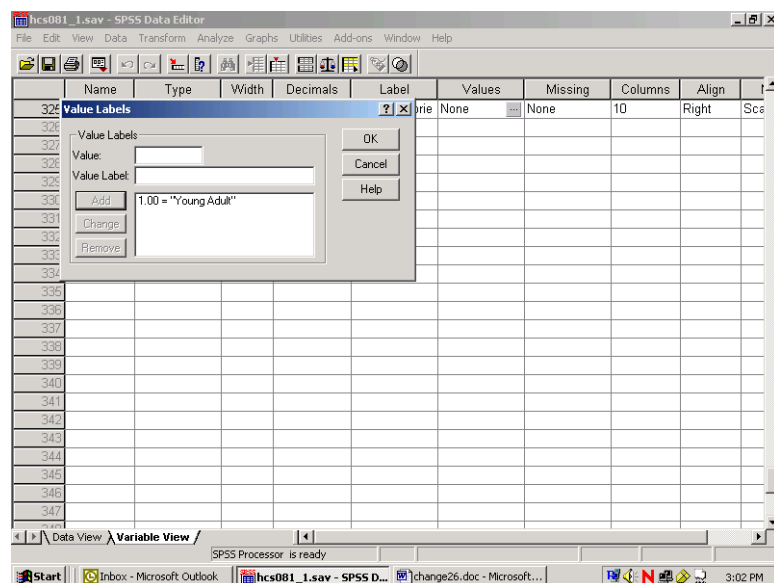 hcs081_1.sav - SPSS Data Editor
File Edit View Data Transform Analyze Graphs Utilities Add-ons Window Help
Name Type Width Decimals Label Values Missing Columns Align
325 Value Labels orie None ... None 10 Right Sca
326
Value Labels
OK
327
Value:
328
Cancel
Value Label:
329
Help
330
Add
1.00 = "Young Adult"
331
Change
332
Remove
333
334
335
336
337
338
339
340
341
342
343
344
345
346
347
Data View Variable View
SPSS Processor is ready
Start Inbox - Microsoft Outlook hcs081_1.sav - SPSS D... change26.doc - Microsoft... N 3:02 PM